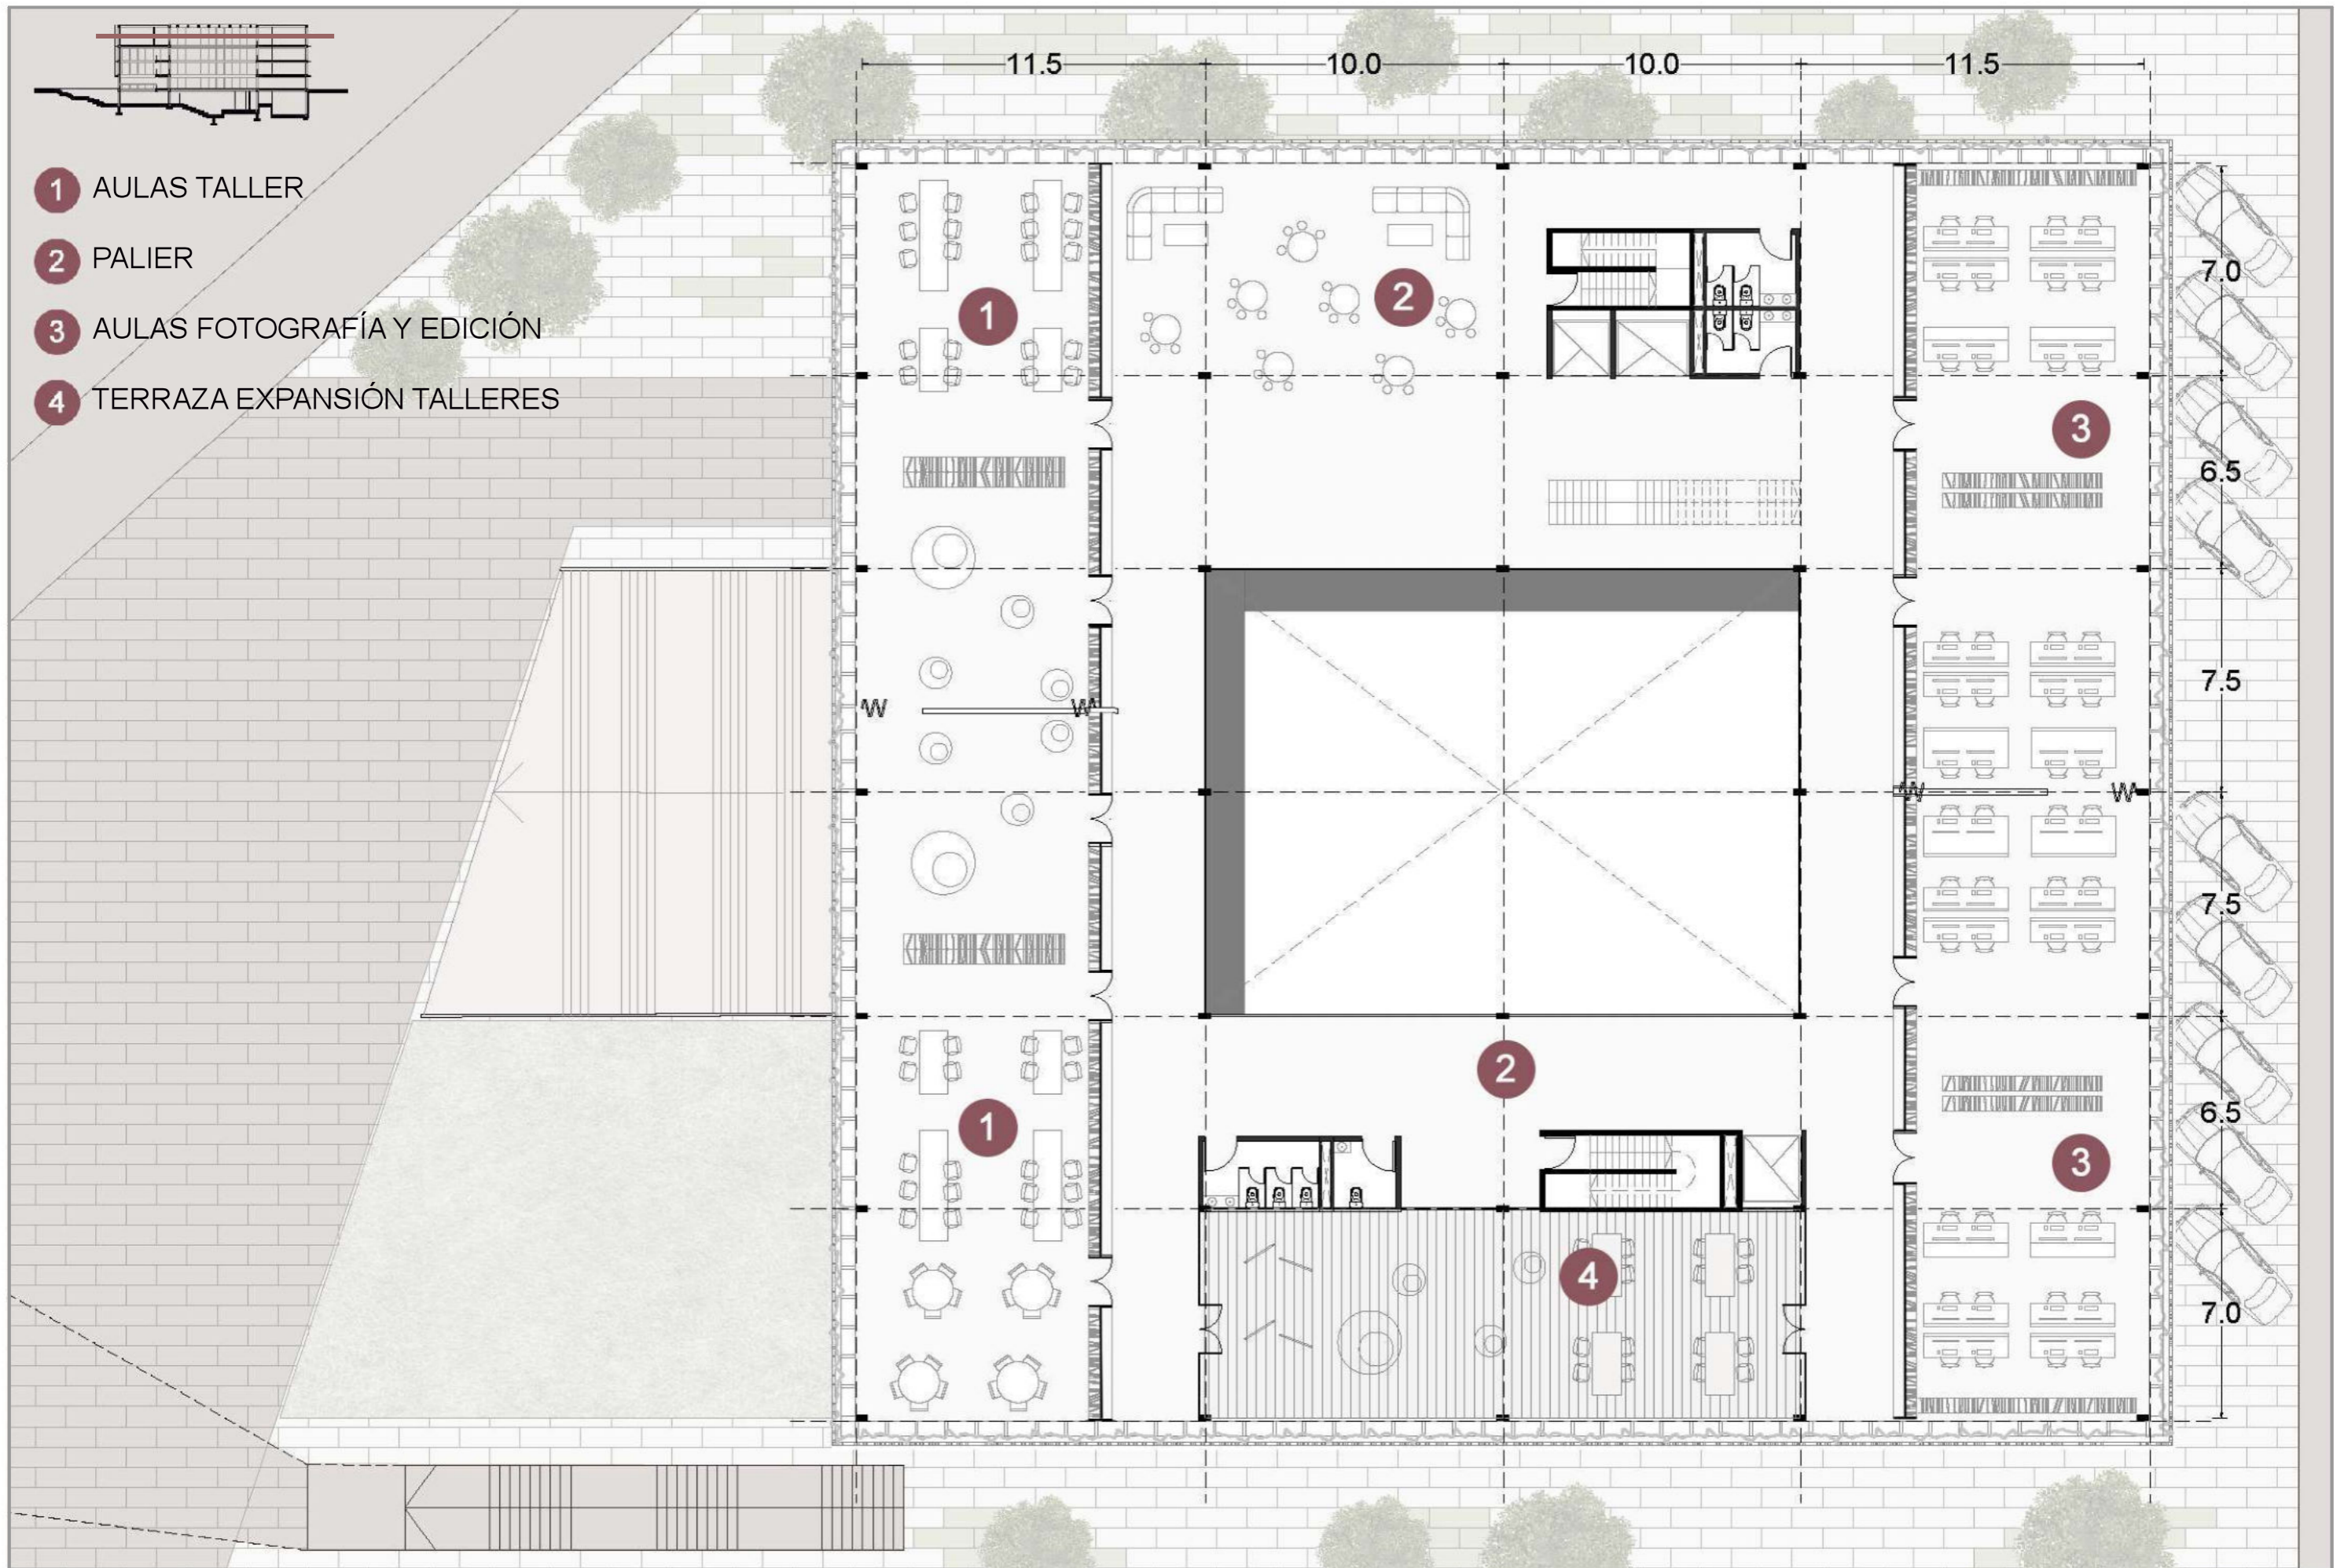 11.5 10.0 10.0 11.5
1 AULAS TALLER
2 PALIER
3 AULAS FOTOGRAFÍA Y EDICIÓN
4 TERRAZA EXPANSIÓN TALLERES
7.0
2
1
3
6.5
7.5
7.5
2
6.5
1
3
4
7.0